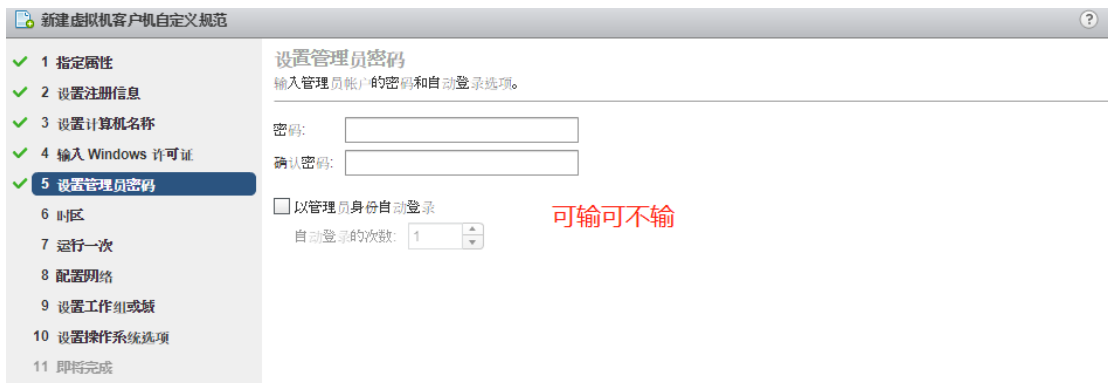 新建虚拟机客户机自定义规范
1 指定属性
2 设置注册信息
3 设置计算机名称
4 输入 Windows 许可证
5 设置管理员密码
6 时区
7 运行一次
8 配置网络
9 设置工作组或域
10 设置操作系统选项
11 即将完成
设置管理员密码
输入管理员帐户的密码和自动登录选项。
密码:
确认密码:
以管理员身份自动登录
自动登录的次数: 1
可输可不输